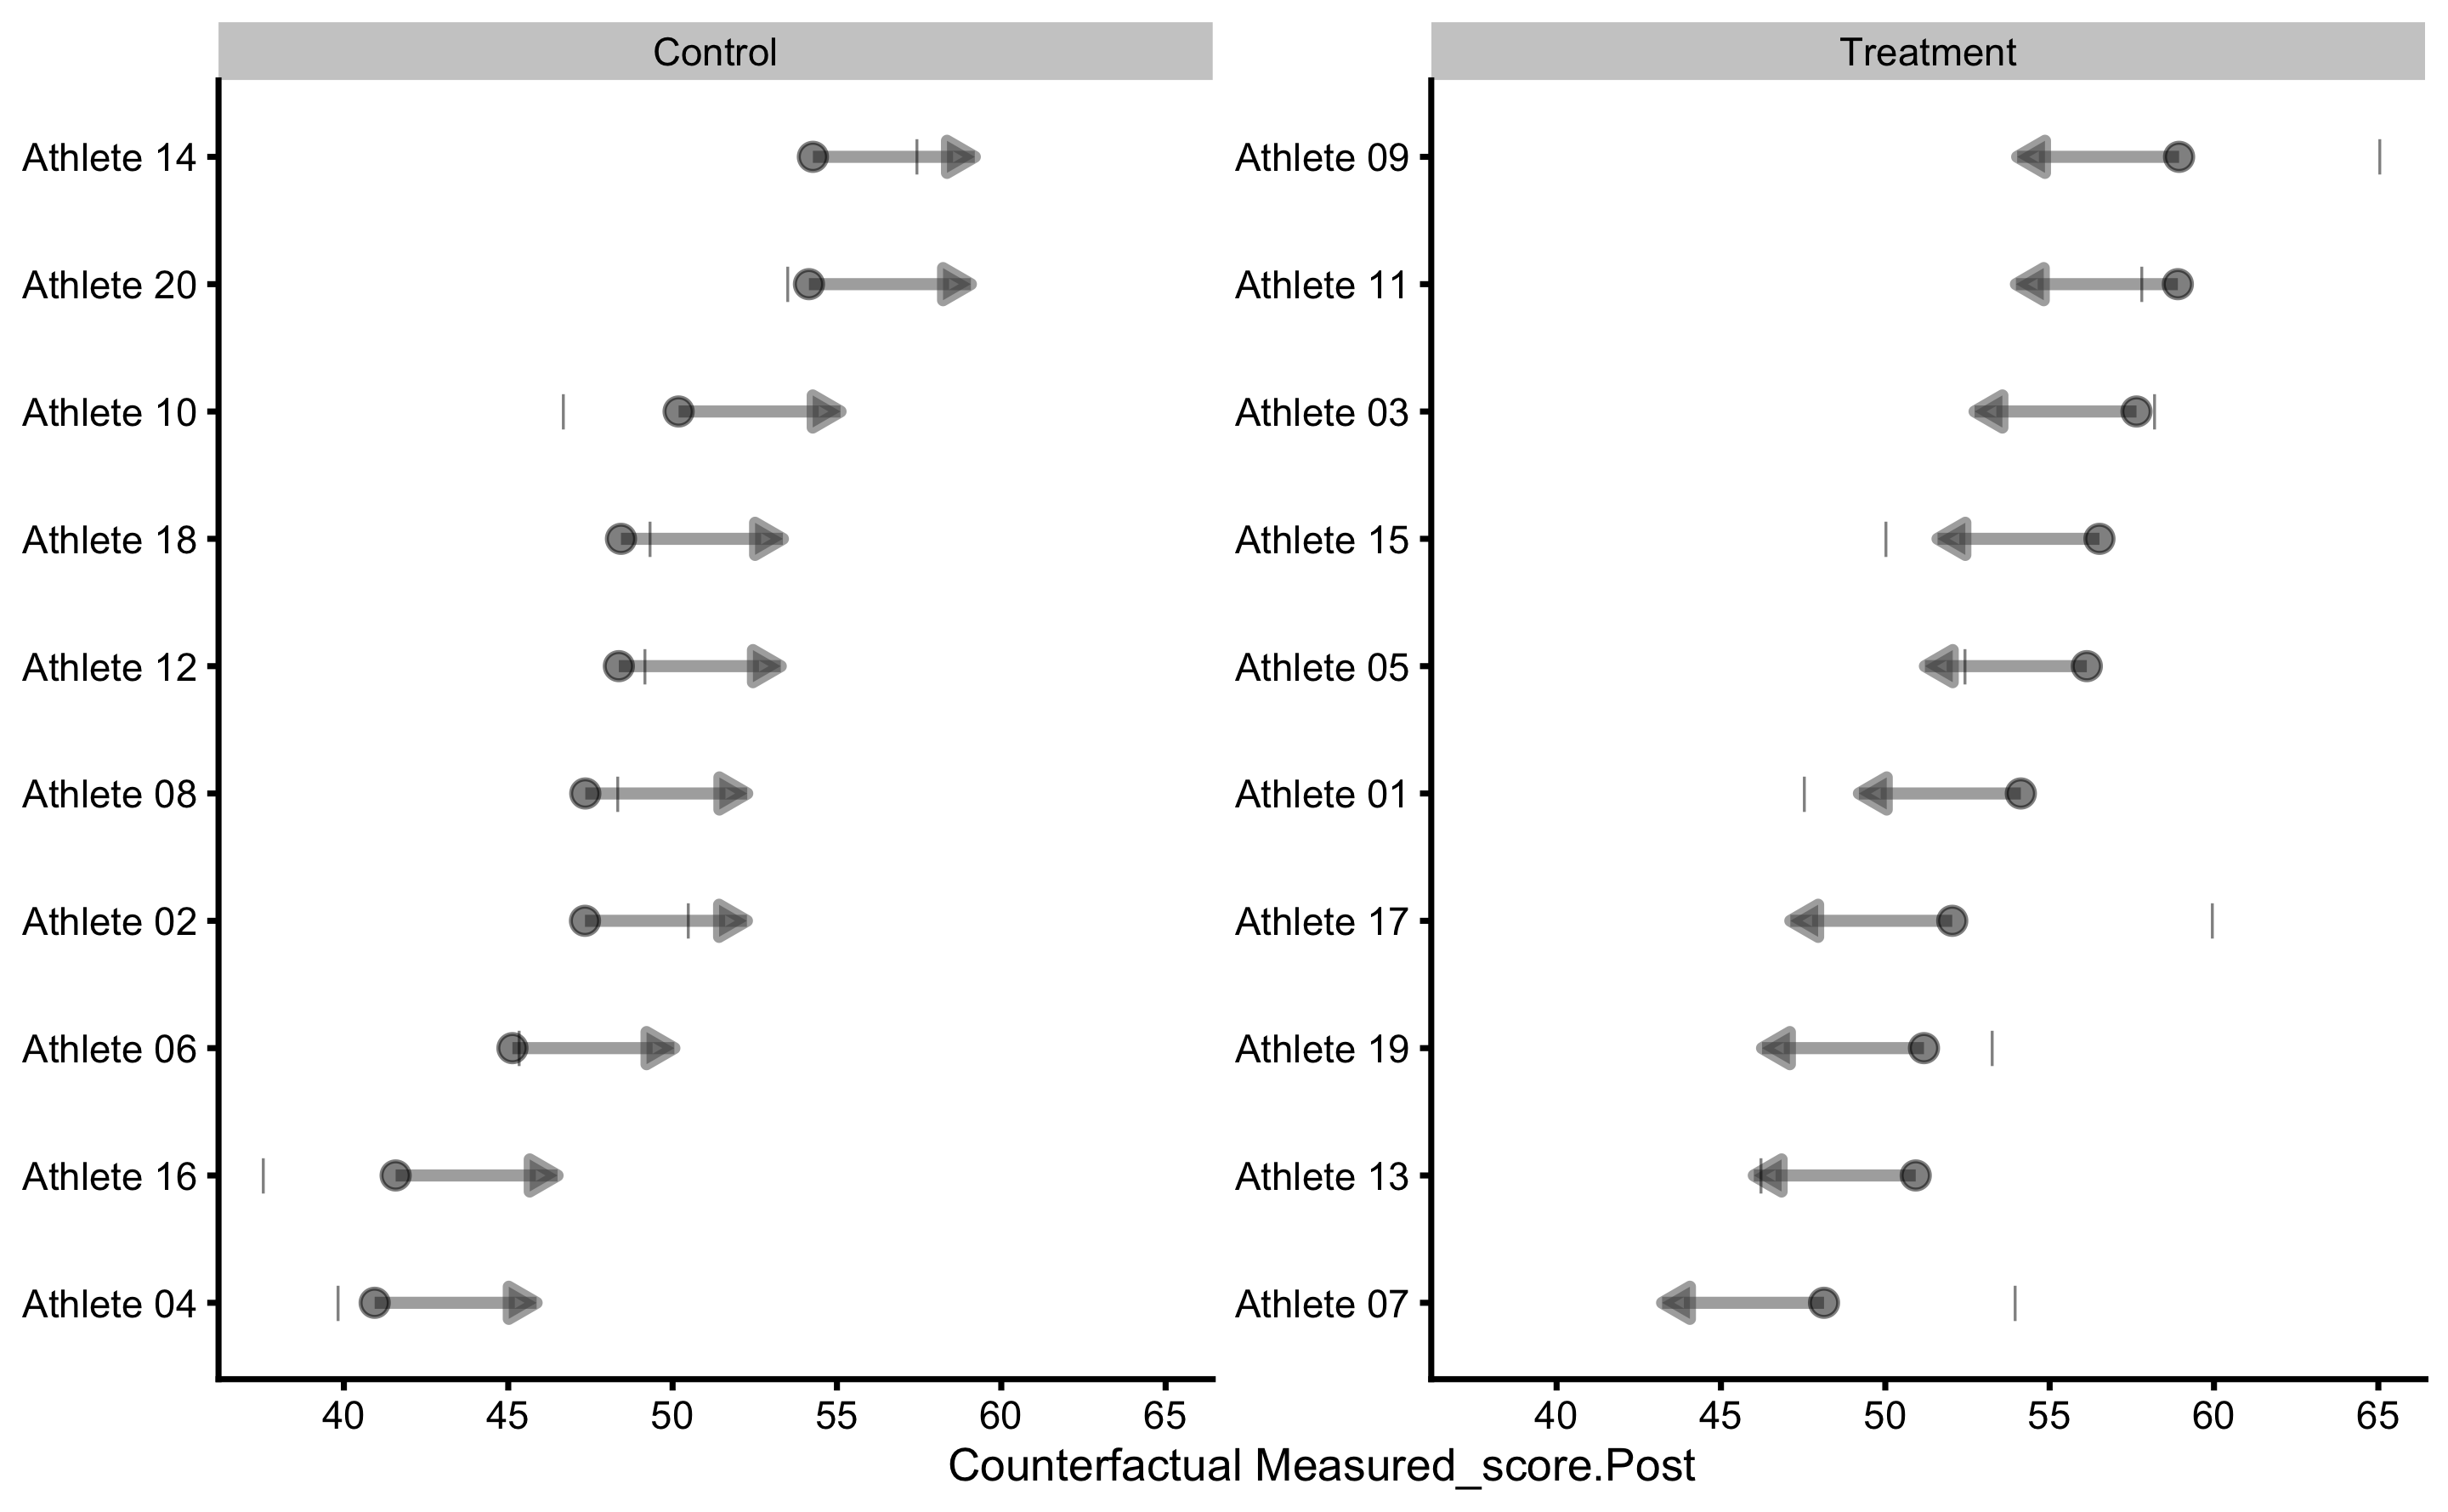 Control
Athlete 14
Athlete 20
Athlete 10
Athlete 18
Athlete 12
Athlete 08
Athlete 02
Athlete 06
Athlete 16
Athlete 04
40 45 50 55 60 65
Treatment
Athlete 09
Athlete 11
Athlete 03
Athlete 15
Athlete 05
Athlete 01
Athlete 17
Athlete 19
Athlete 13
Athlete 07
40 45 50 55 60 65
Counterfactual Measured_score.Post